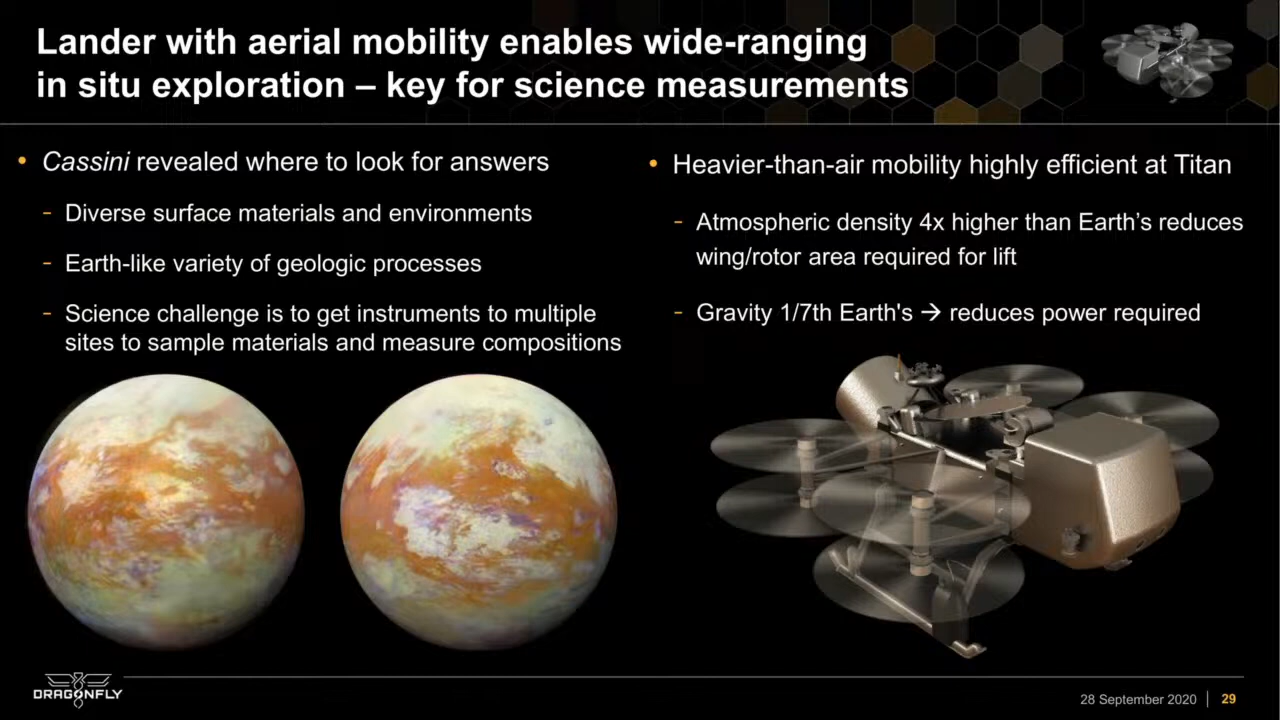 Lander with aerial mobility enables wide-ranging
in situ exploration – key for science measurements
• Cassini revealed where to look for answers
- Diverse surface materials and environments
- Earth-like variety of geologic processes
- Science challenge is to get instruments to multiple
sites to sample materials and measure compositions
• Heavier-than-air mobility highly efficient at Titan
- Atmospheric density 4x higher than Earth’s reduces
wing/rotor area required for lift
- Gravity 1/7th Earth's → reduces power required
DRAGONFLY
28 September 2020 | 29